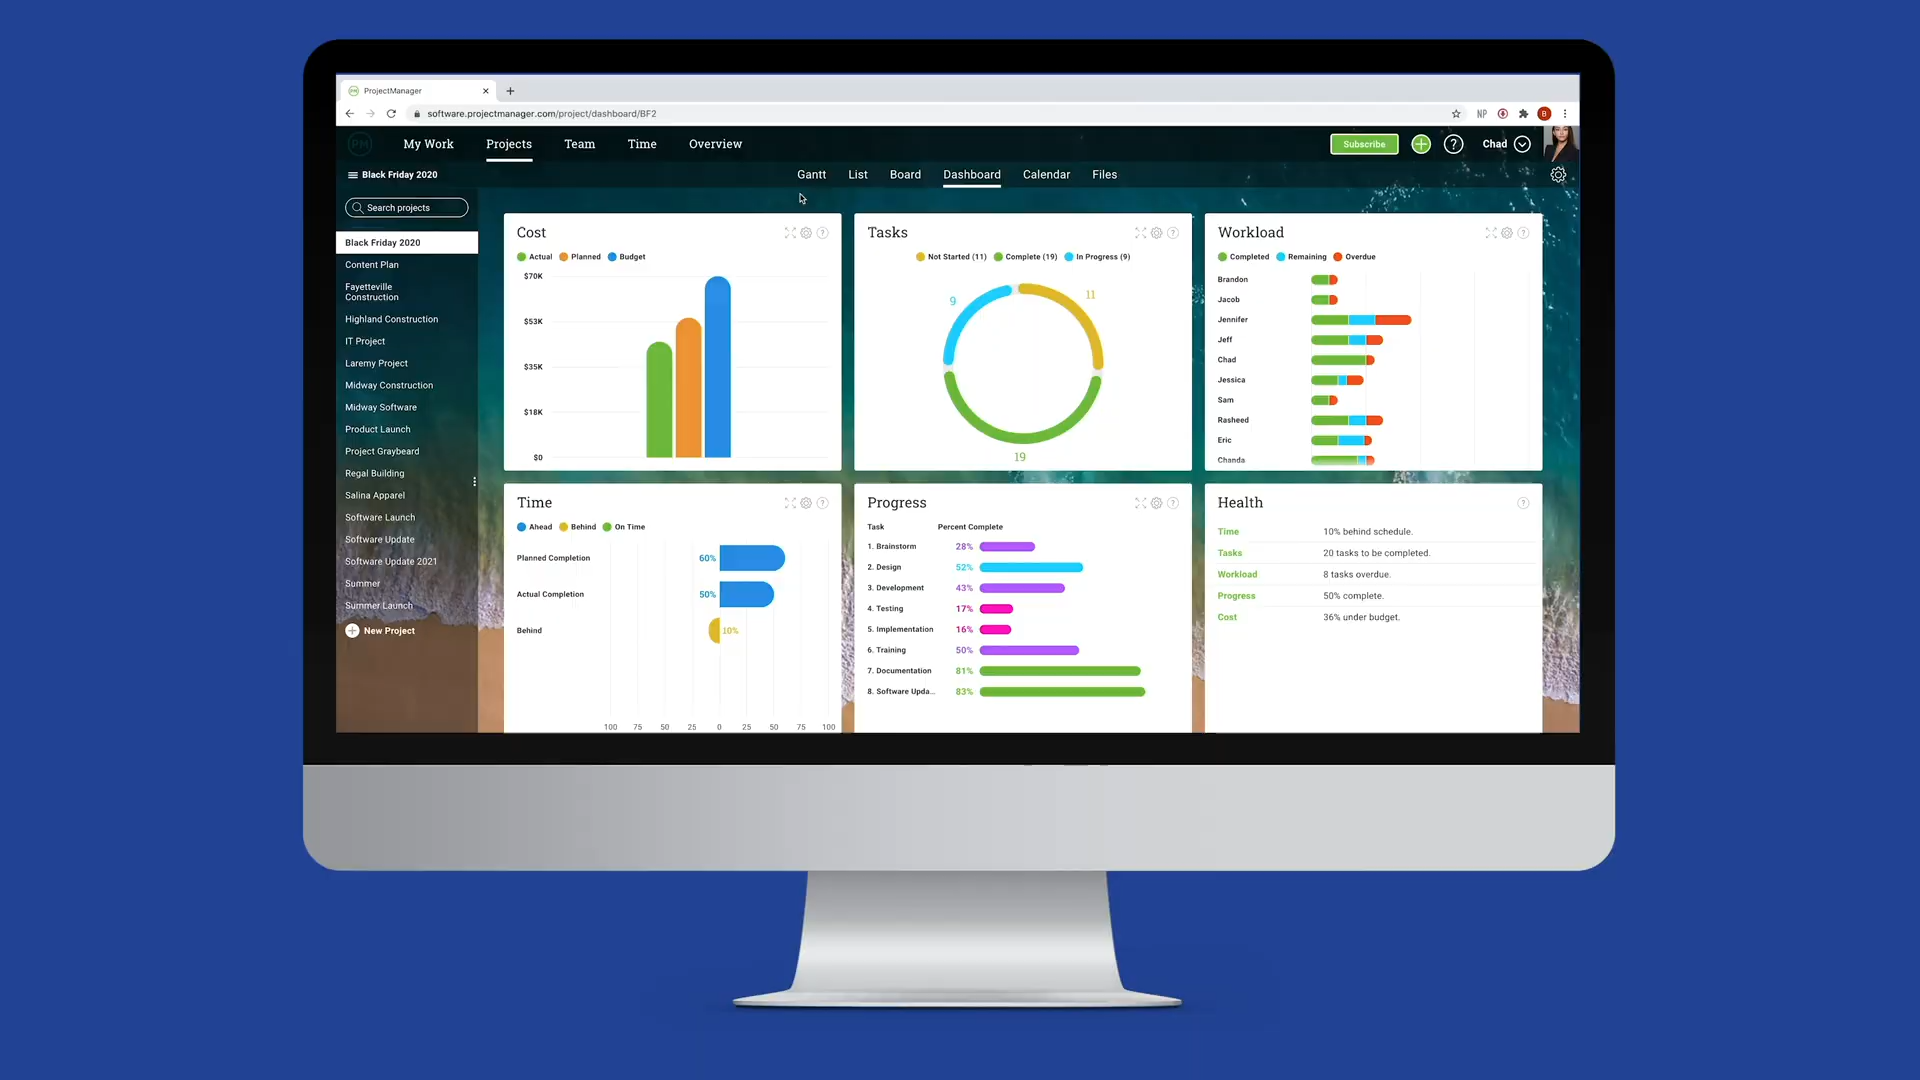 ProjectManager
software.projectmanager.com/project/dashboard/BF2
NP
B
PM
My Work
Projects
Team
Time
Overview
Subscribe
Chad
Black Friday 2020
Gantt
List
Board
Dashboard
Calendar
Files
Search projects
Black Friday 2020
Content Plan
Fayetteville
Construction
Highland Construction
IT Project
Laremy Project
Midway Construction
Midway Software
Product Launch
Project Graybeard
Regal Building
Salina Apparel
Software Launch
Software Update
Software Update 2021
Summer
Summer Launch
New Project
Cost
?
Actual Planned Budget
$70K
$53K
$35K
$18K
$0
Tasks
?
Not Started (11) Complete (19) In Progress (9)
9
11
19
Workload
?
Completed Remaining Overdue
Brandon
Jacob
Jennifer
Jeff
Chad
Jessica
Sam
Rasheed
Eric
Chanda
Time
?
Ahead Behind On Time
Planned Completion 60%
Actual Completion 50%
Behind 10%
100 75 50 25 0 25 50 75 100
Progress
?
Task Percent Complete
1. Brainstorm 28%
2. Design 52%
3. Development 43%
4. Testing 17%
5. Implementation 16%
6. Training 50%
7. Documentation 81%
8. Software Upda... 83%
Health
?
Time 10% behind schedule.
Tasks 20 tasks to be completed.
Workload 8 tasks overdue.
Progress 50% complete.
Cost 36% under budget.